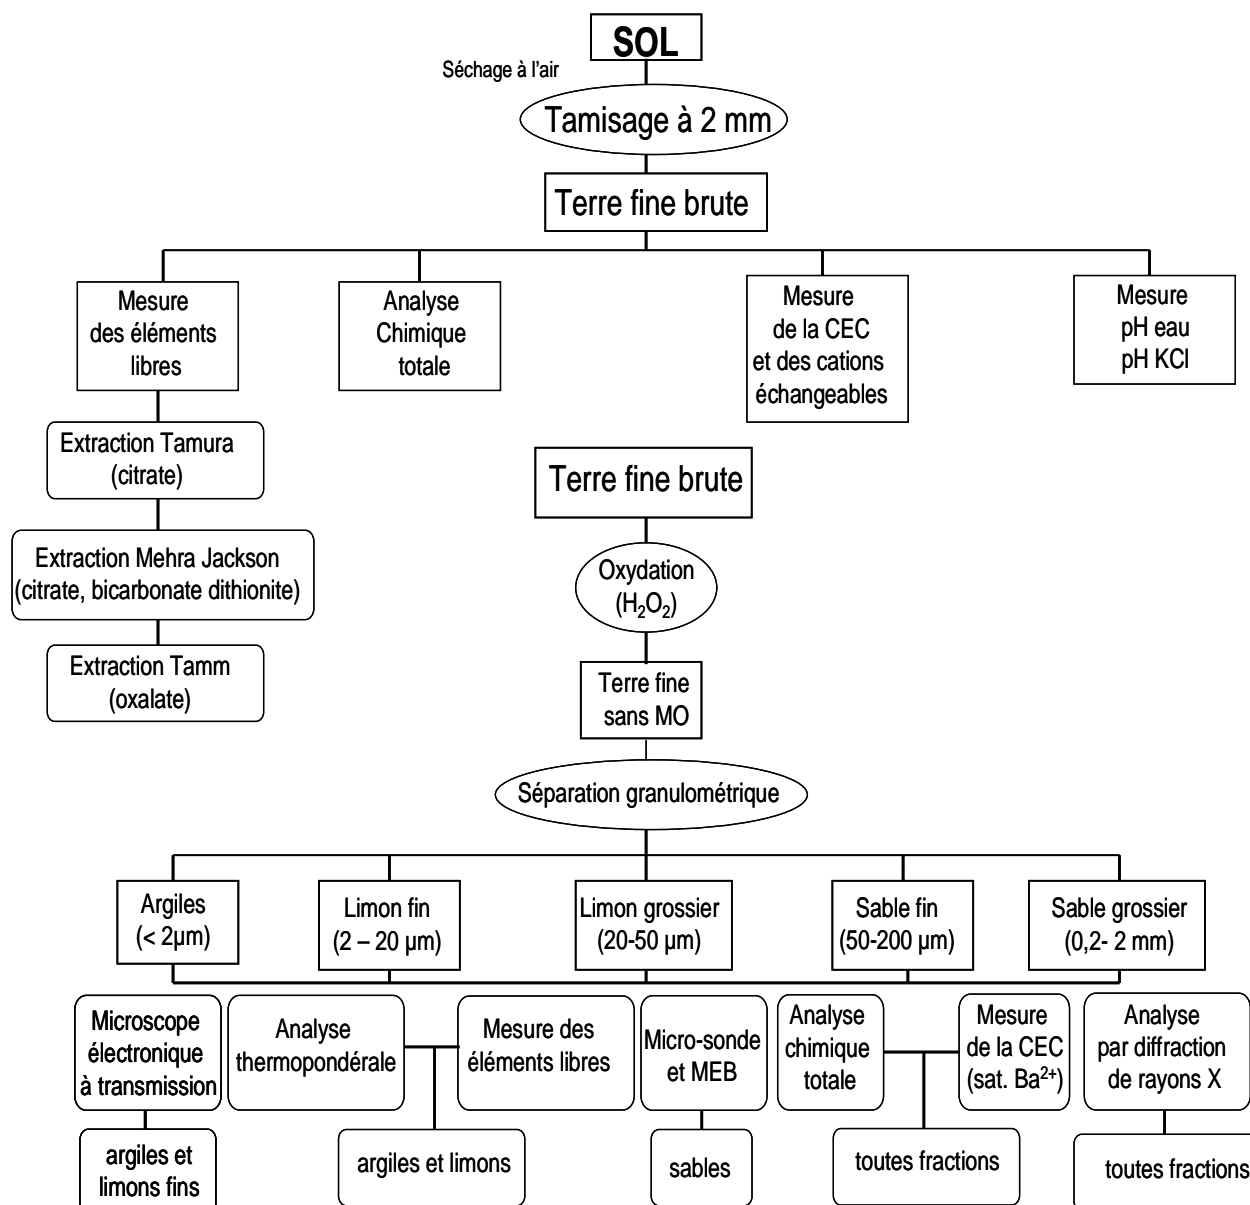 SOL
Séchage à l'air
Tamisage à 2 mm
Terre fine brute
Mesure
des éléments
libres
Analyse
Chimique
totale
Mesure
de la CEC
et des cations
échangeables
Mesure
pH eau
pH KCl
Extraction Tamura
(citrate)
Extraction Mehra Jackson
(citrate, bicarbonate dithionite)
Extraction Tamm
(oxalate)
Terre fine brute
Oxydation
(H₂O₂)
Terre fine
sans MO
Séparation granulométrique
Argiles
(< 2µm)
Limon fin
(2 – 20 µm)
Limon grossier
(20-50 µm)
Sable fin
(50-200 µm)
Sable grossier
(0,2- 2 mm)
Microscope
électronique
à transmission
Analyse
thermopondérale
Mesure des
éléments libres
Micro-sonde
et MEB
Analyse
chimique
totale
Mesure
de la CEC
(sat. Ba²⁺)
Analyse
par diffraction
de rayons X
argiles et
limons fins
argiles et limons
sables
toutes fractions
toutes fractions